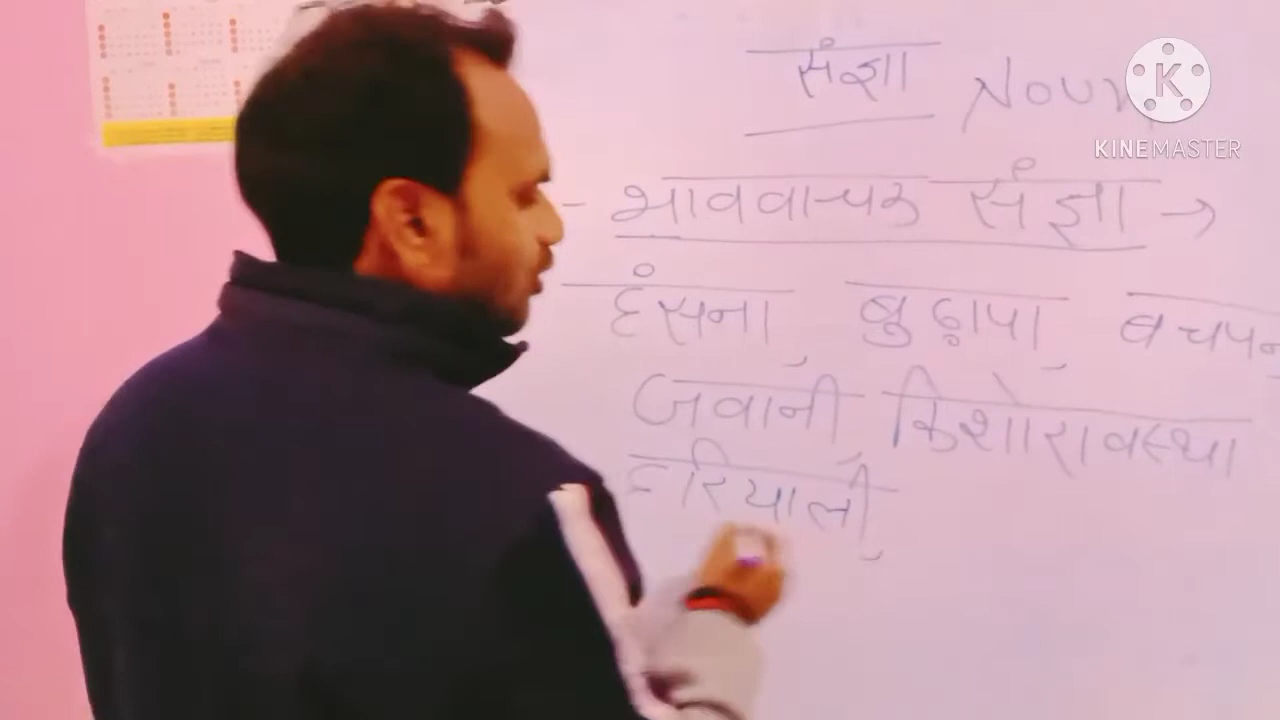 संज्ञा Noun
KINEMASTER
- भाववाचक संज्ञा →
हंसना, बुढ़ापा, बचपन
जवानी, किशोरावस्था
हरियाली,